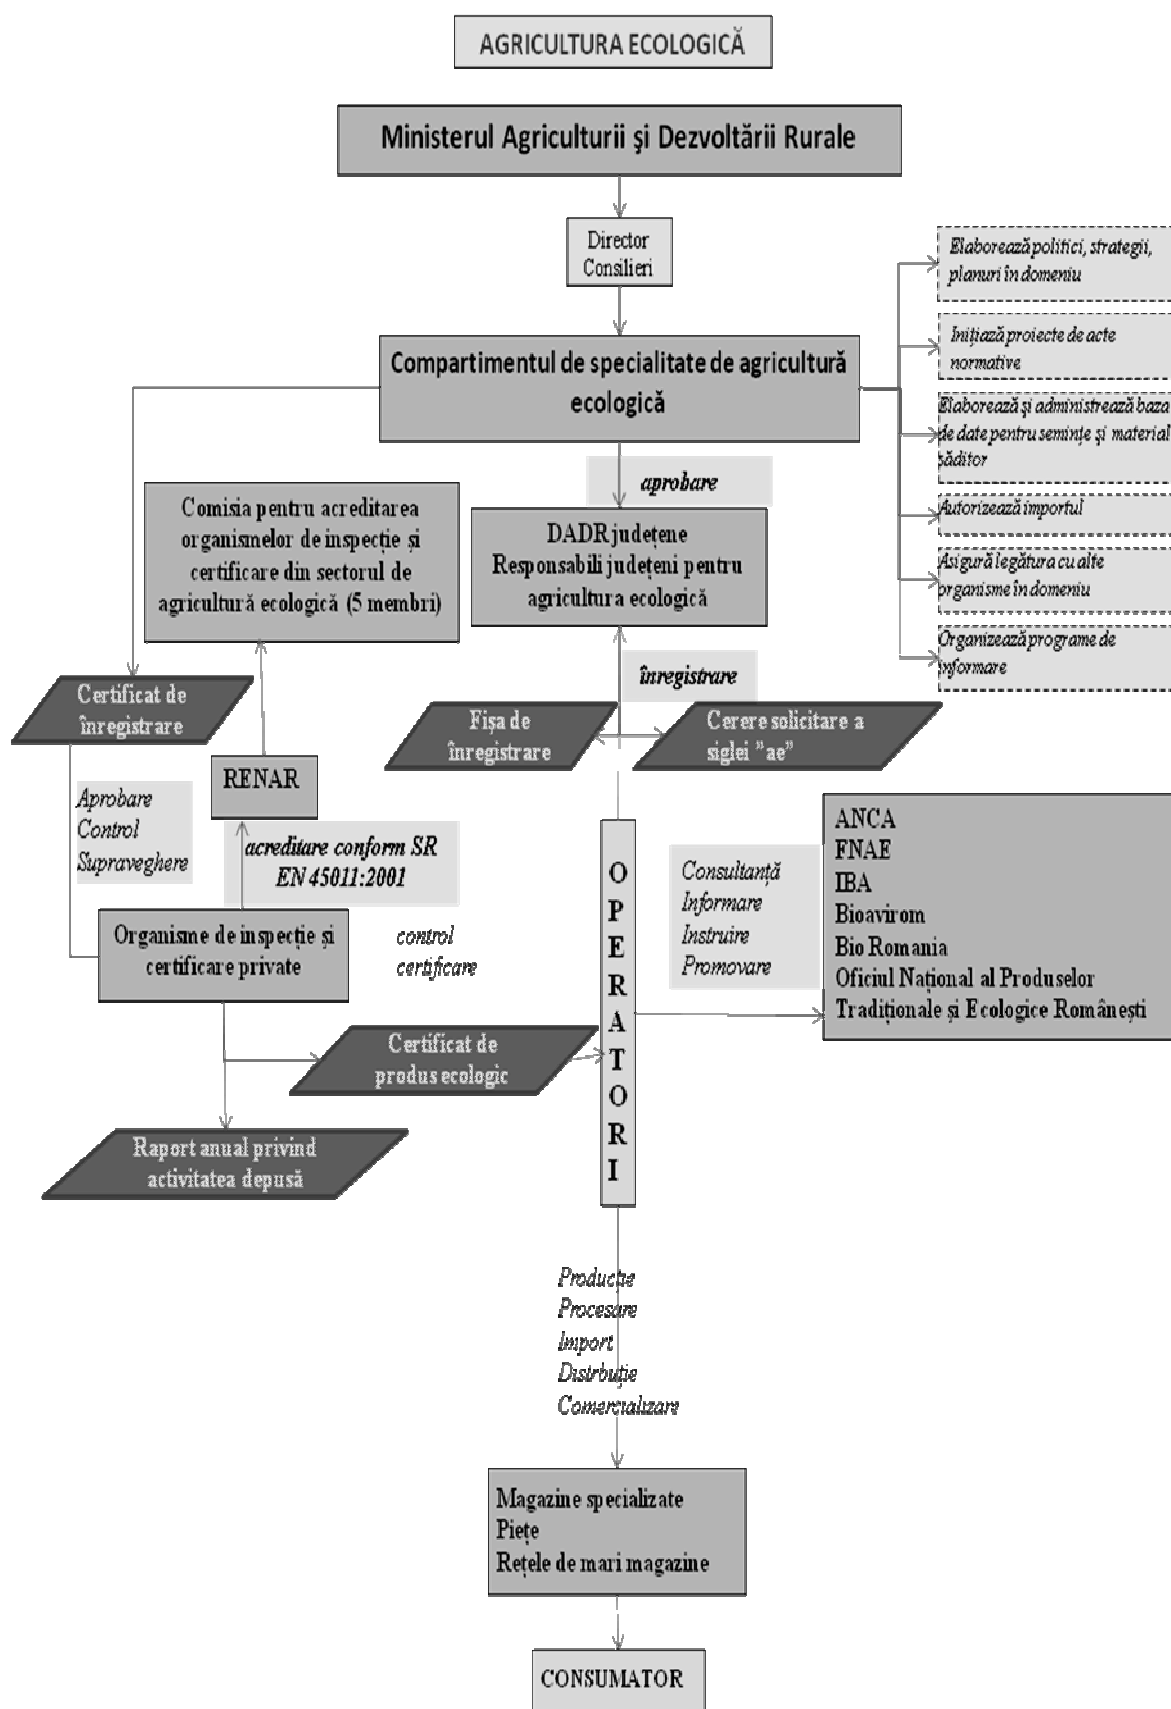 AGRICULTURA ECOLOGICĂ
Ministerul Agriculturii şi Dezvoltării Rurale
Director
Consilieri
Elaborează politici, strategii,
planuri în domeniu
Iniţiază proiecte de acte
normative
Elaborează şi administrează baza
de date pentru seminţe şi material
săditor
Autorizează importul
Asigură legătura cu alte
organisme în domeniu
Organizează programe de
informare
Compartimentul de specialitate de agricultură
ecologică
aprobare
Comisia pentru acreditarea
organismelor de inspecţie şi
certificare din sectorul de
agricultură ecologică (5 membri)
DADR judeţene
Responsabili judeţeni pentru
agricultura ecologică
înregistrare
Certificat de
înregistrare
Fişa de
înregistrare
Cerere solicitare a
siglei ”ae”
RENAR
Aprobare
Control
Supraveghere
acreditare conform SR
EN 45011:2001
Organisme de inspecţie şi
certificare private
control
certificare
O
P
E
R
A
T
O
R
I
Consultanţă
Informare
Instruire
Promovare
ANCA
FNAE
IBA
Bioavirom
Bio Romania
Oficiul Naţional al Produselor
Tradiţionale şi Ecologice Româneşti
Certificat de
produs ecologic
Raport anual privind
activitatea depusă
Producţie
Procesare
Import
Distrbuţie
Comercializare
Magazine specializate
Pieţe
Reţele de mari magazine
CONSUMATOR